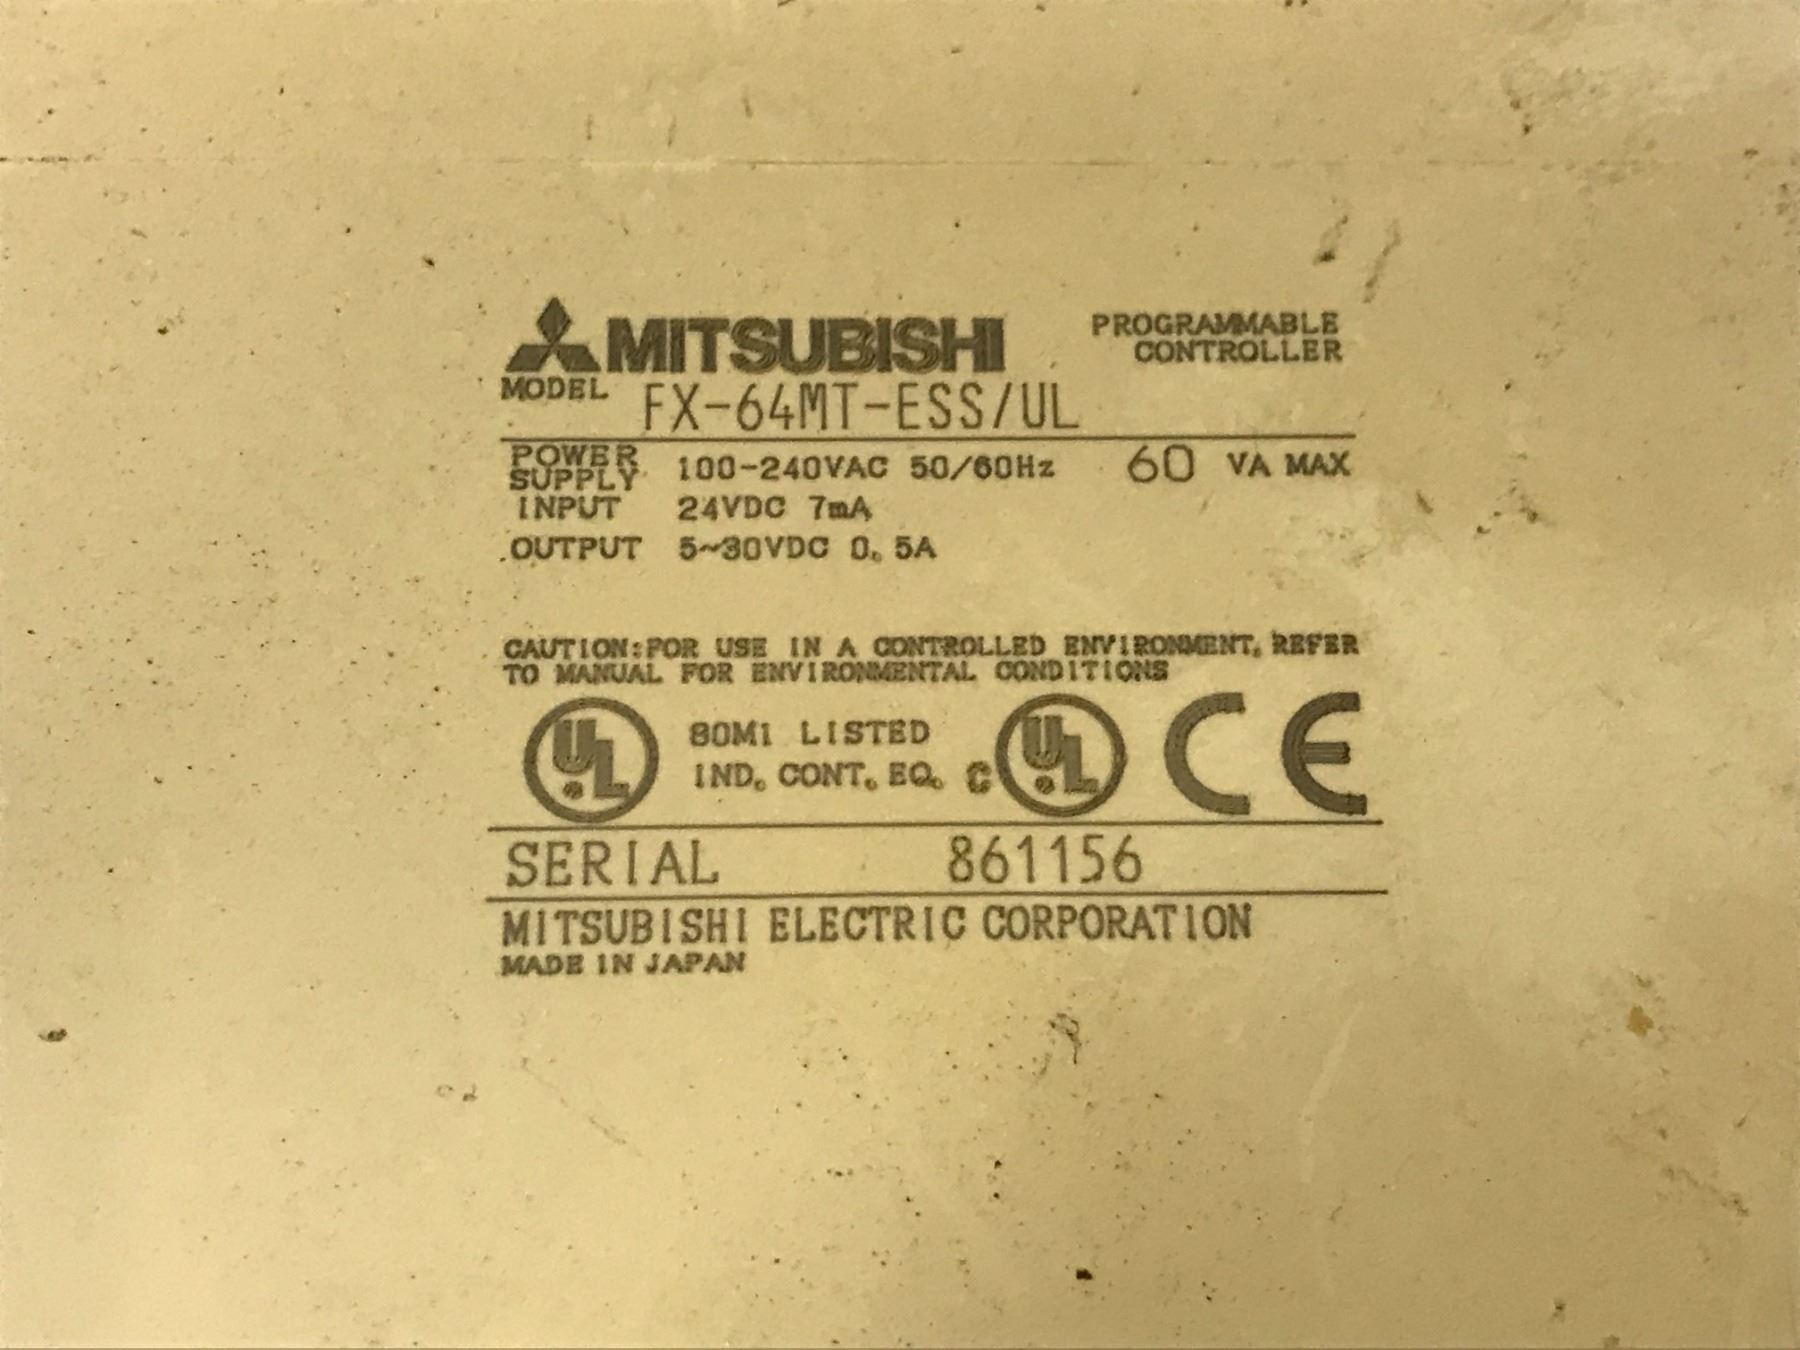 MITSUBISHI PROGRAMMABLE
CONTROLLER
MODEL FX-64MT-ESS/UL
POWER
SUPPLY 100-240VAC 50/60Hz 60 VA MAX
INPUT 24VDC 7mA
OUTPUT 5~30VDC 0.5A
CAUTION:FOR USE IN A CONTROLLED ENVIRONMENT, REFER
TO MANUAL FOR ENVIRONMENTAL CONDITIONS
UL 80M1 LISTED
IND. CONT. EQ. C UL CE
SERIAL 861156
MITSUBISHI ELECTRIC CORPORATION
MADE IN JAPAN